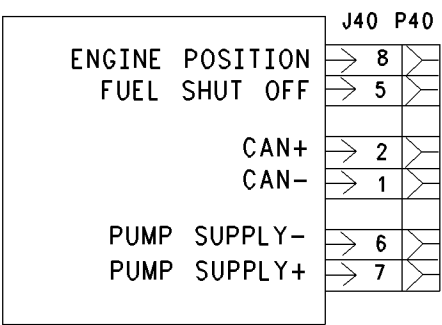 J40 P40
ENGINE POSITION 8
FUEL SHUT OFF 5
CAN+ 2
CAN- 1
PUMP SUPPLY- 6
PUMP SUPPLY+ 7